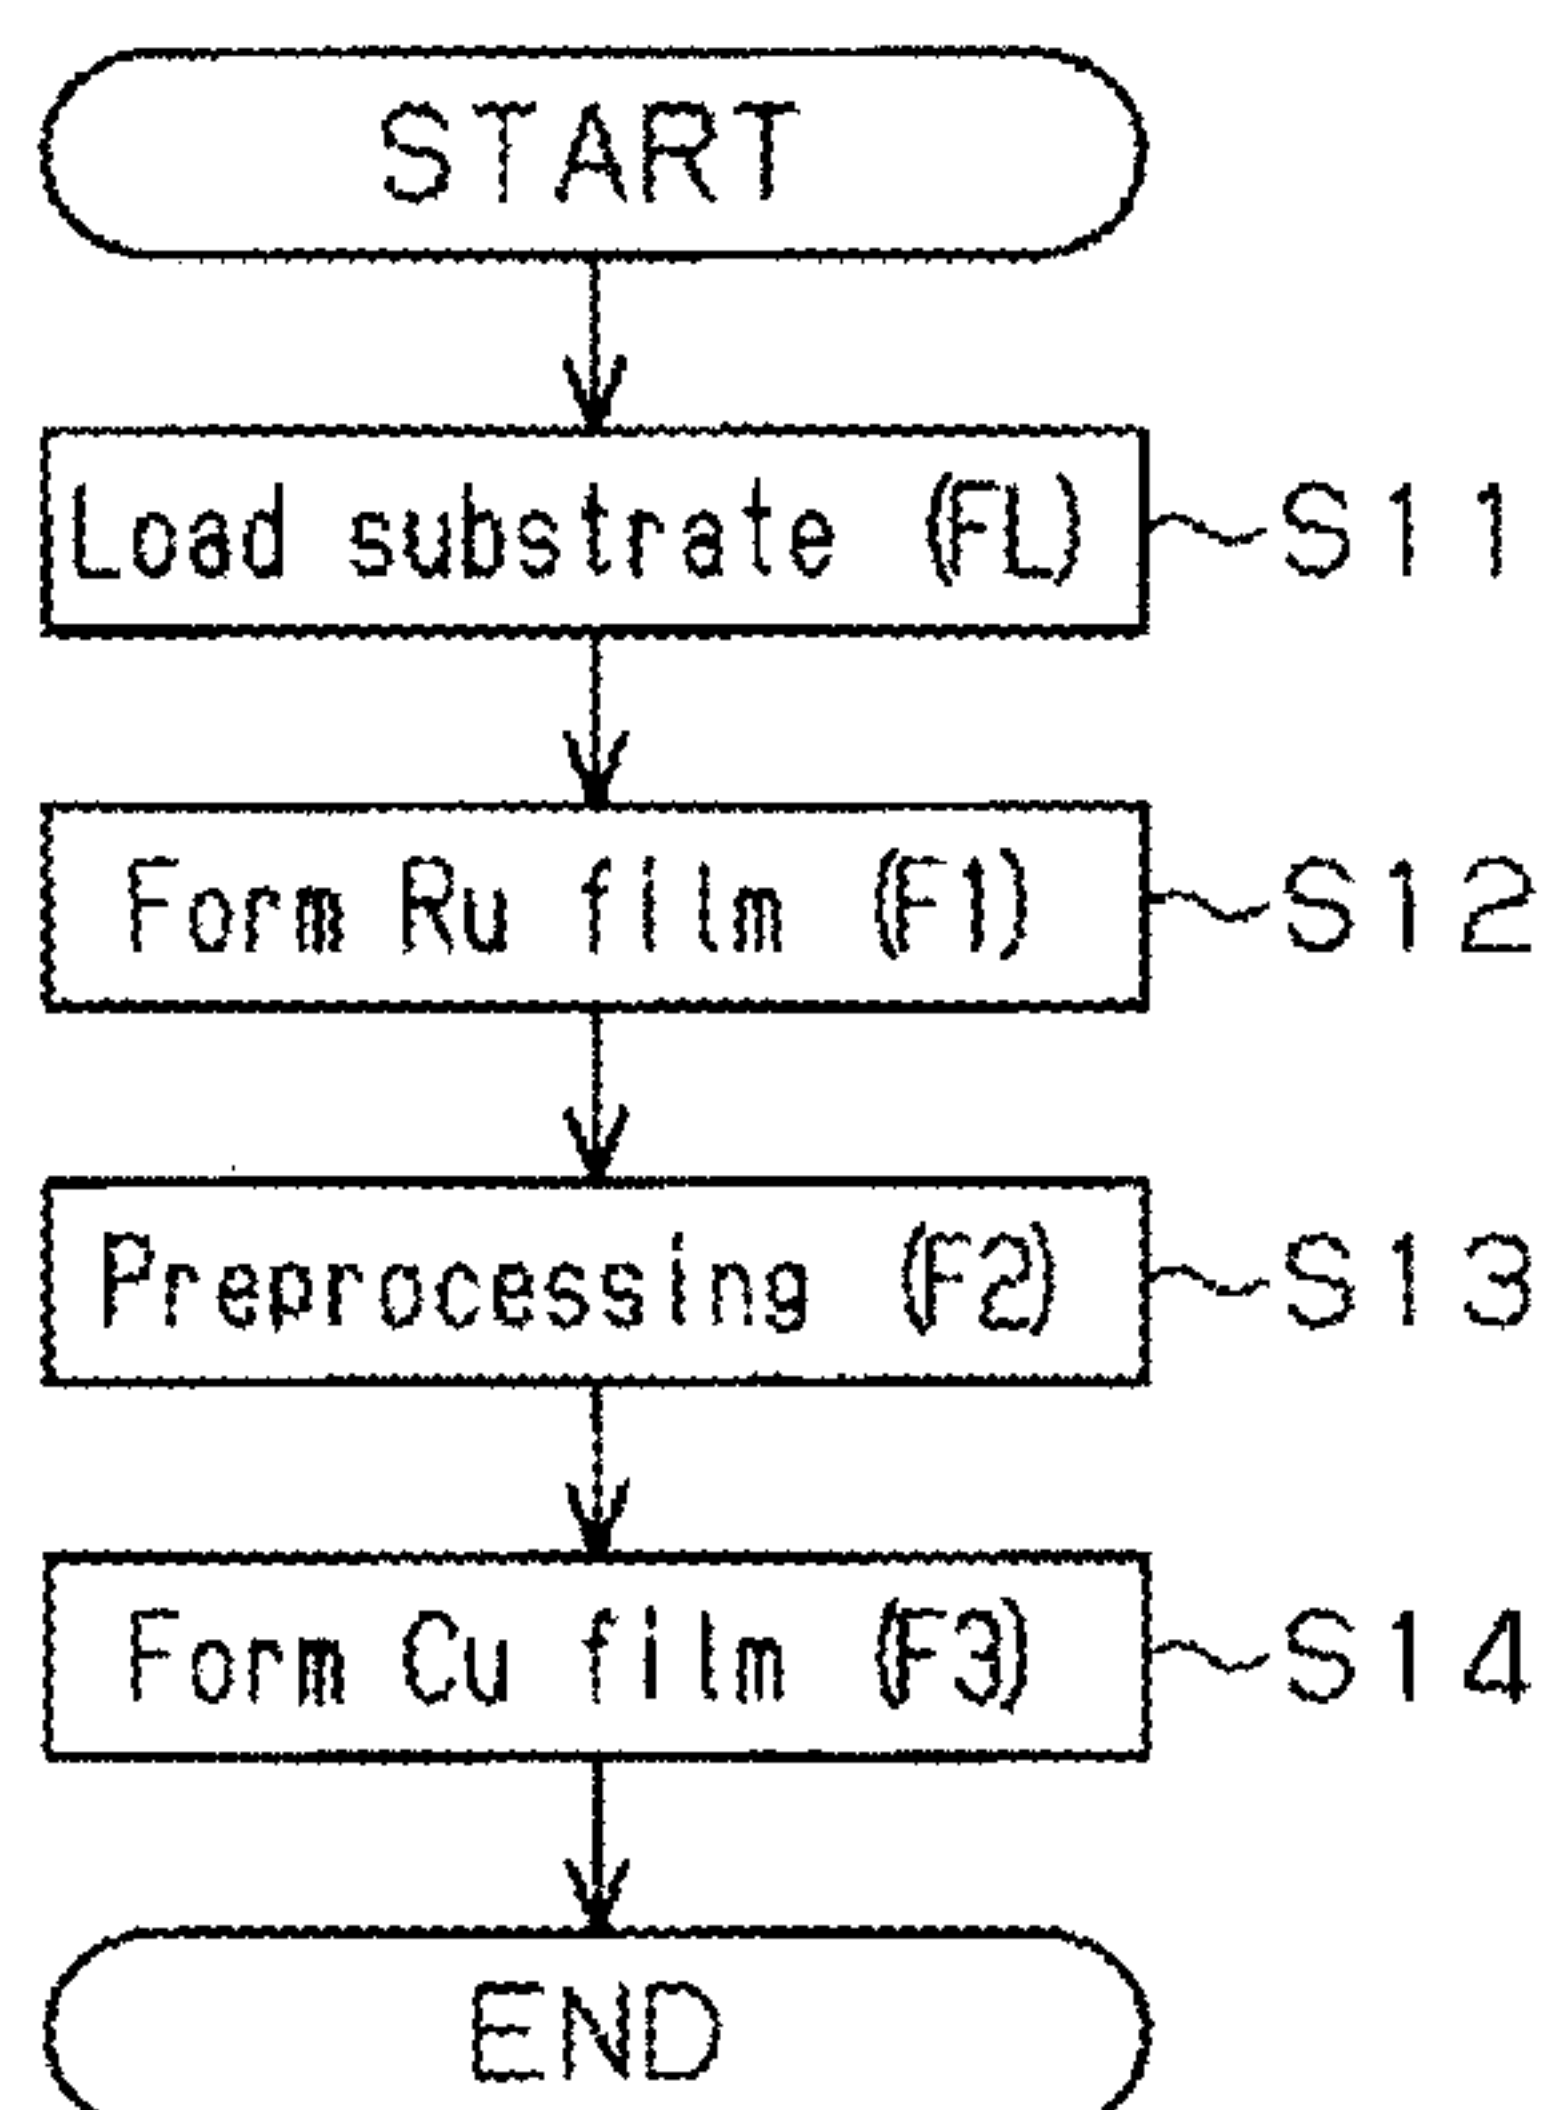 START
Load substrate (FL) S11
Form Ru film (F1) S12
Preprocessing (F2) S13
Form Cu film (F3) S14
END